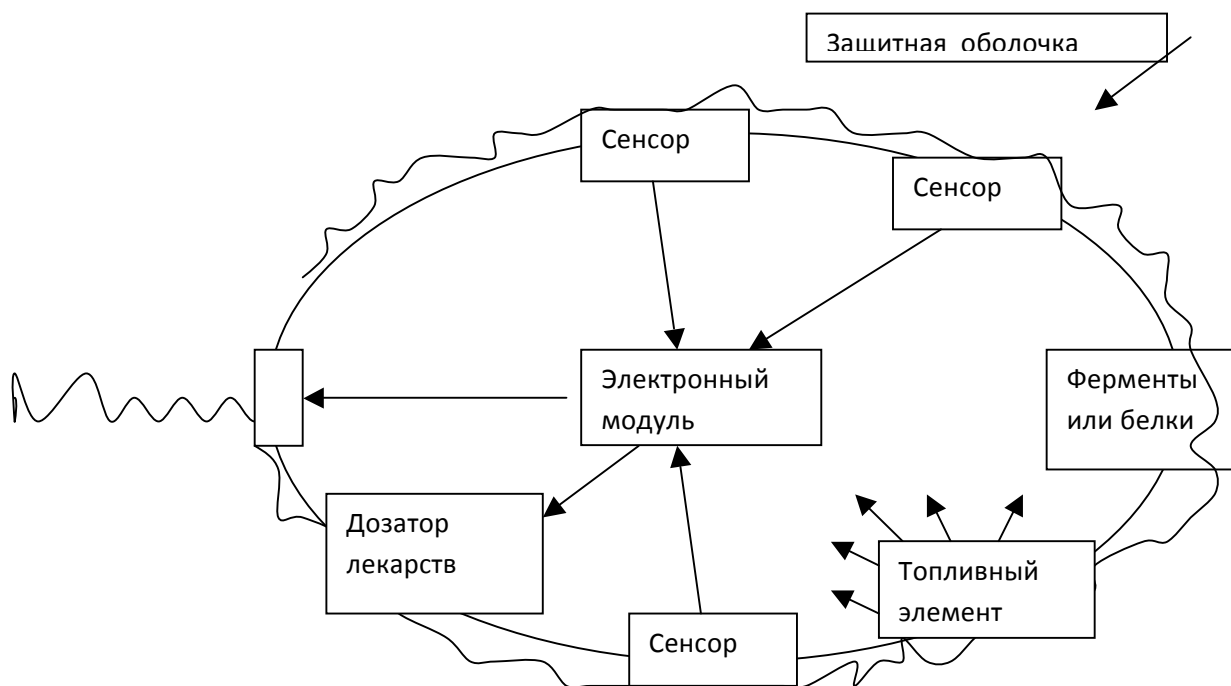 Защитная оболочка
Сенсор
Сенсор
Электронный
модуль
Ферменты
или белки
Дозатор
лекарств
Топливный
элемент
Сенсор